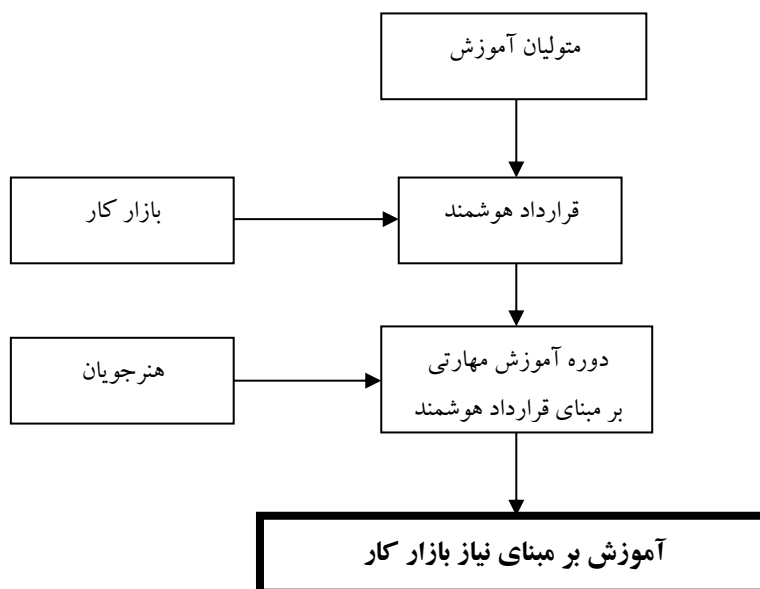 متولیان آموزش
بازار کار
قرارداد هوشمند
هنرجویان
دوره آموزش مهارتی
بر مبنای قرارداد هوشمند
آموزش بر مبنای نیاز بازار کار